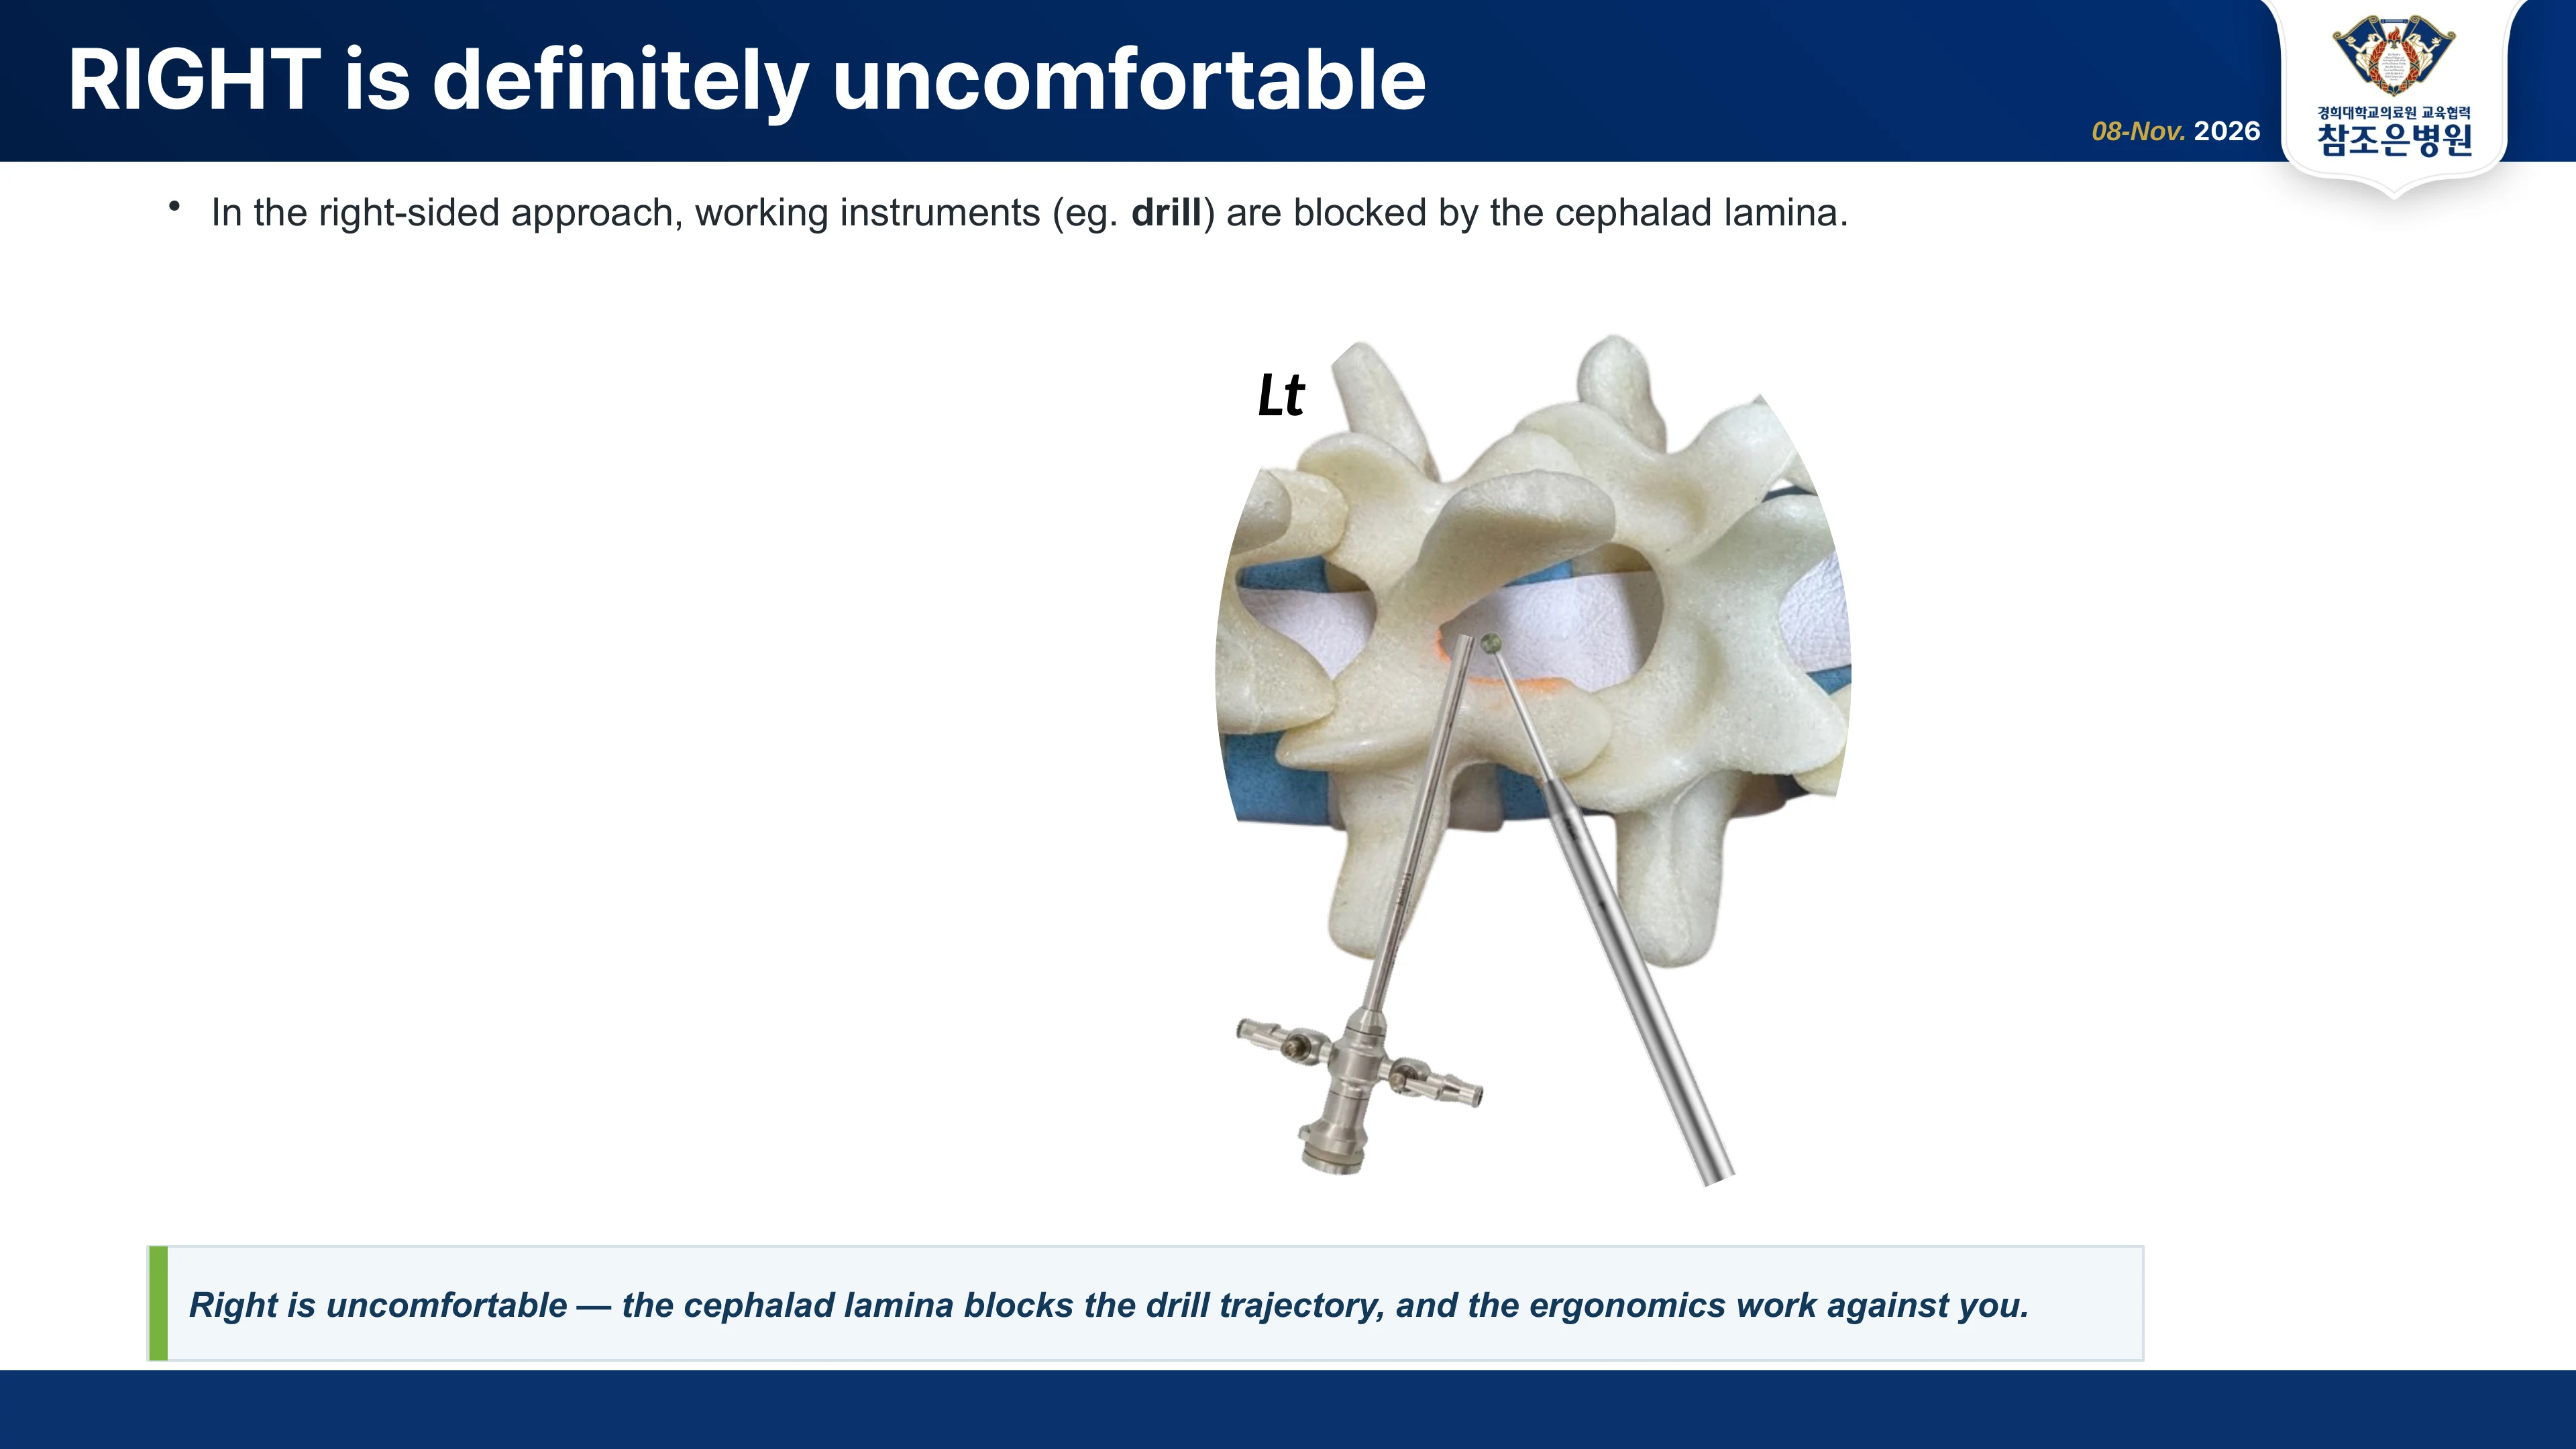 RIGHT is definitely uncomfortable
08-Nov. 2026
경희대학교의료원 교육협력
참조은병원
• In the right-sided approach, working instruments (eg. drill) are blocked by the cephalad lamina.
Lt
Right is uncomfortable — the cephalad lamina blocks the drill trajectory, and the ergonomics work against you.